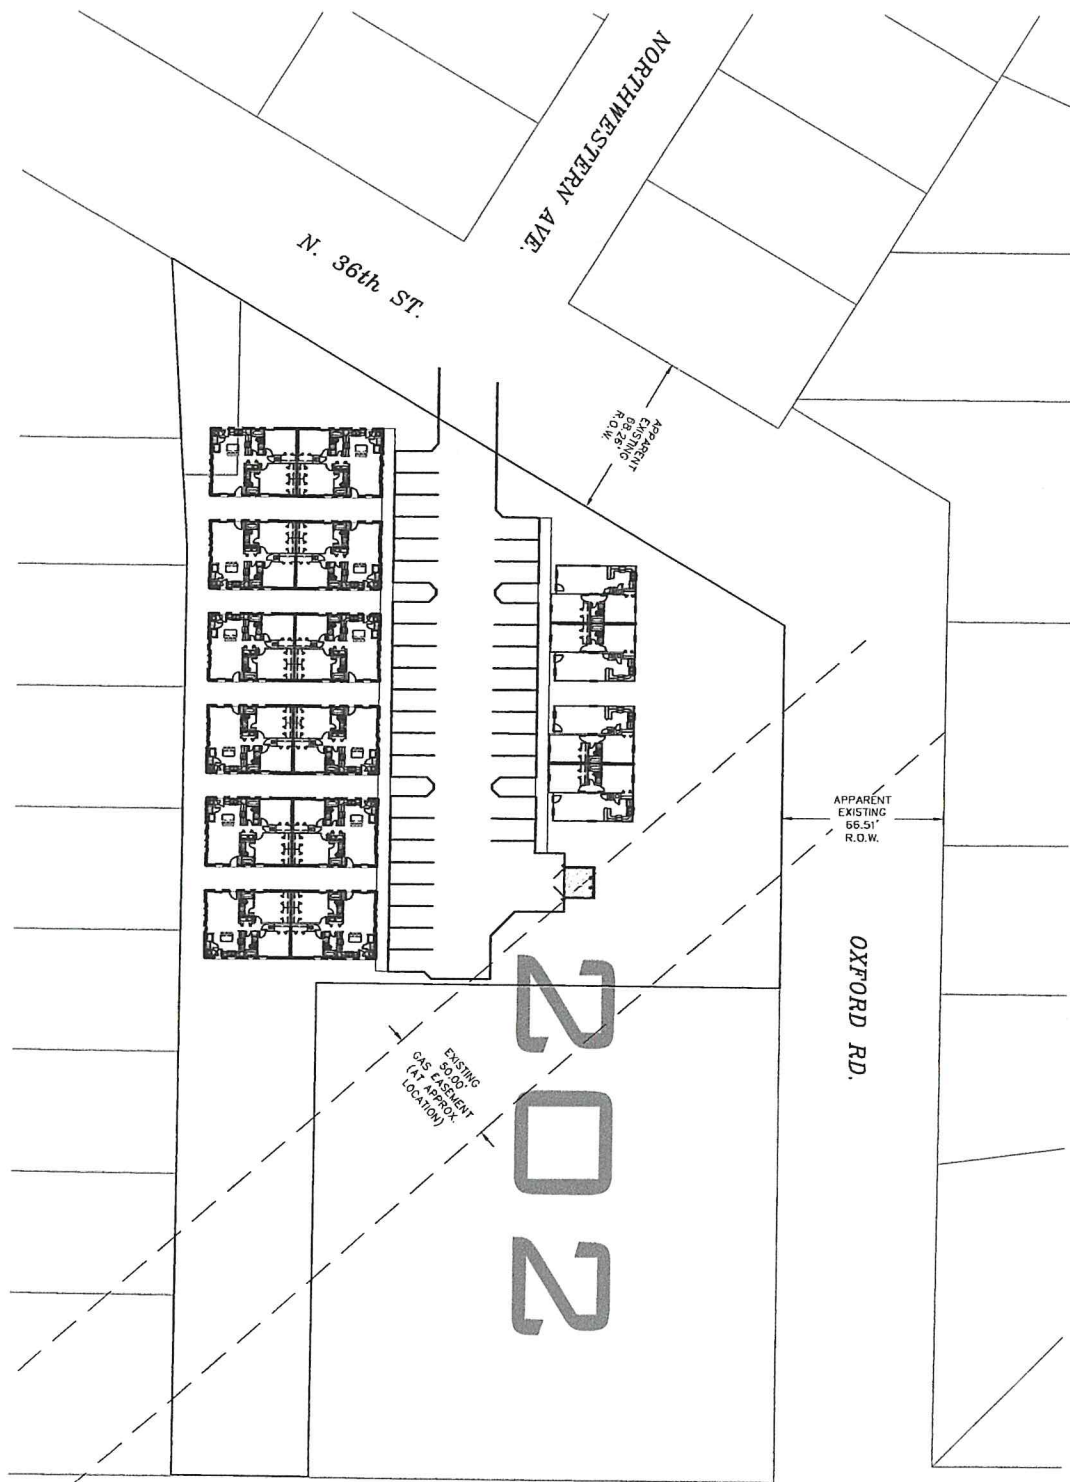 NORTHWESTERN AVE.
N. 36th ST.
APPARENT
EXISTING
68.26'
R.O.W.
APPARENT
EXISTING
66.51'
R.O.W.
OXFORD RD.
EXISTING
50.00'
GAS EASEMENT
(AT APPROX.
LOCATION)
202